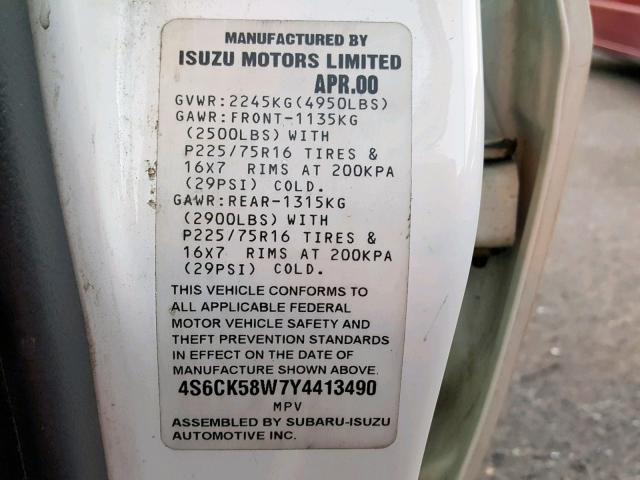 MANUFACTURED BY
ISUZU MOTORS LIMITED
APR.00
GVWR:2245KG(4950LBS)
GAWR:FRONT-1135KG
(2500LBS) WITH
P225/75R16 TIRES &
16X7 RIMS AT 200KPA
(29PSI) COLD.
GAWR:REAR-1315KG
(2900LBS) WITH
P225/75R16 TIRES &
16X7 RIMS AT 200KPA
(29PSI) COLD.
THIS VEHICLE CONFORMS TO
ALL APPLICABLE FEDERAL
MOTOR VEHICLE SAFETY AND
THEFT PREVENTION STANDARDS
IN EFFECT ON THE DATE OF
MANUFACTURE SHOWN ABOVE.
4S6CK58W7Y4413490
MPV
ASSEMBLED BY SUBARU-ISUZU
AUTOMOTIVE INC.